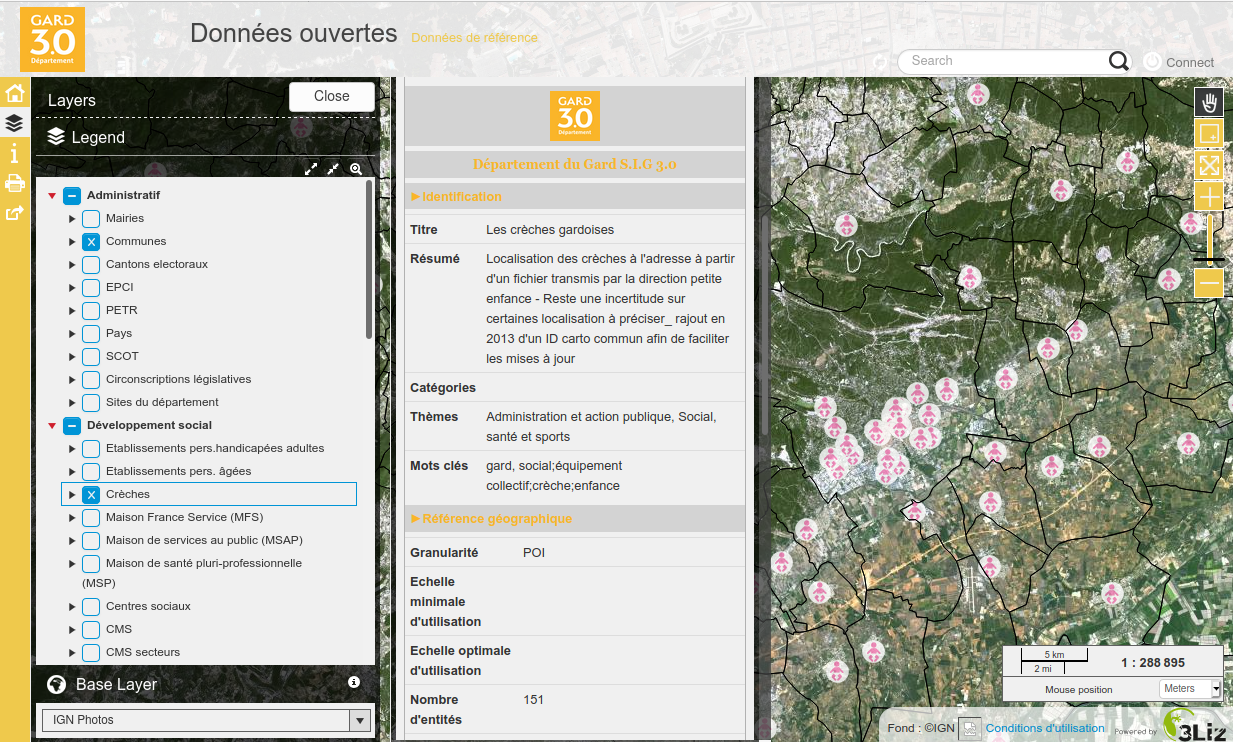 GARD
3.0
Département
Données ouvertes
Données de référence
Search
Connect
Layers
Close
Legend
Administratif
Mairies
X Communes
Cantons electoraux
EPCI
PETR
Pays
SCOT
Circonscriptions législatives
Sites du département
Développement social
Etablissements pers.handicapées adultes
Etablissements pers. âgées
X Crèches
Maison France Service (MFS)
Maison de services au public (MSAP)
Maison de santé pluri-professionnelle
(MSP)
Centres sociaux
CMS
CMS secteurs
Base Layer
IGN Photos
GARD
3.0
Département
Département du Gard S.I.G 3.0
Identification
Titre Les crèches gardoises
Résumé Localisation des crèches à l'adresse à partir
d'un fichier transmis par la direction petite
enfance - Reste une incertitude sur
certaines localisation à préciser_ rajout en
2013 d'un ID carto commun afin de faciliter
les mises à jour
Catégories
Thèmes Administration et action publique, Social,
santé et sports
Mots clés gard, social;équipement
collectif;crèche;enfance
Référence géographique
Granularité POI
Echelle
minimale
d'utilisation
Echelle optimale
d'utilisation
Nombre 151
d'entités
5 km
2 mi
1 : 288 895
Mouse position Meters
Fond : ©IGN Conditions d'utilisation Powered by 3Liz